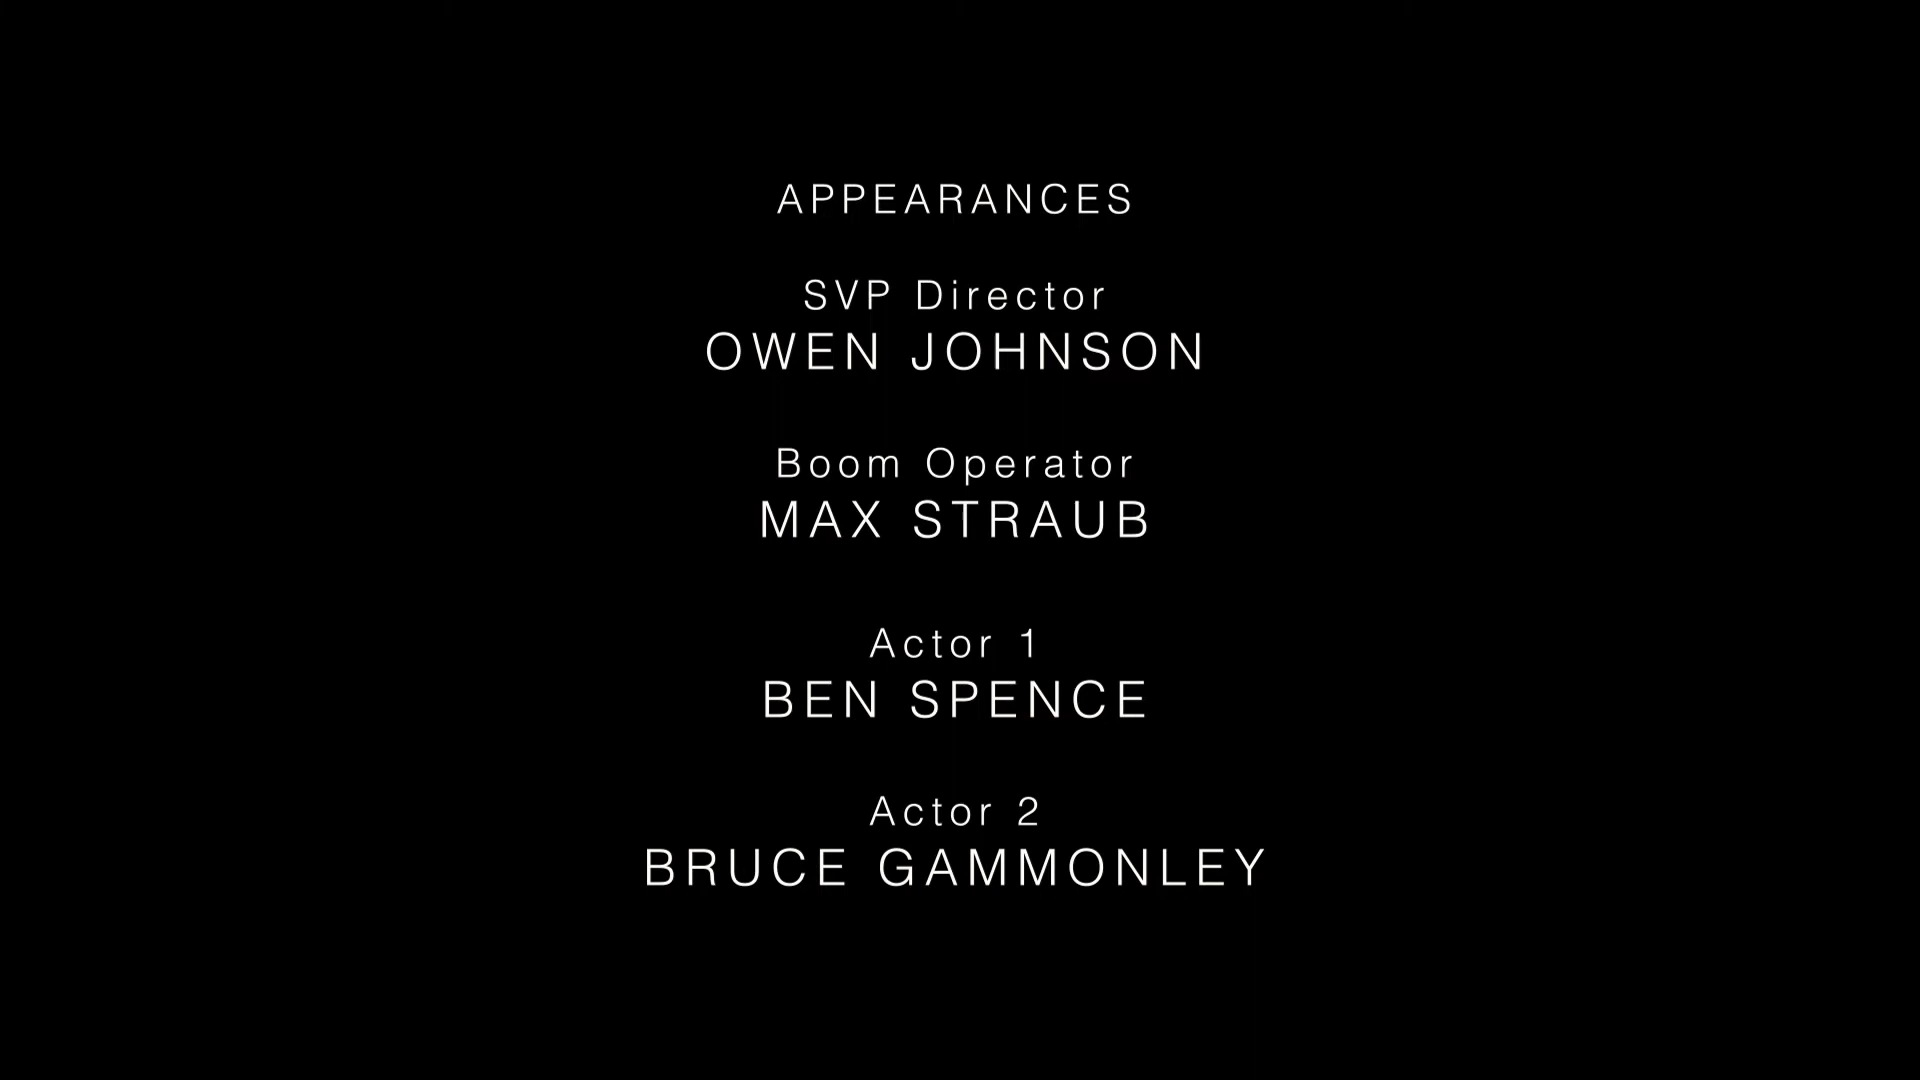 APPEARANCES
SVP Director
OWEN JOHNSON
Boom Operator
MAX STRAUB
Actor 1
BEN SPENCE
Actor 2
BRUCE GAMMONLEY